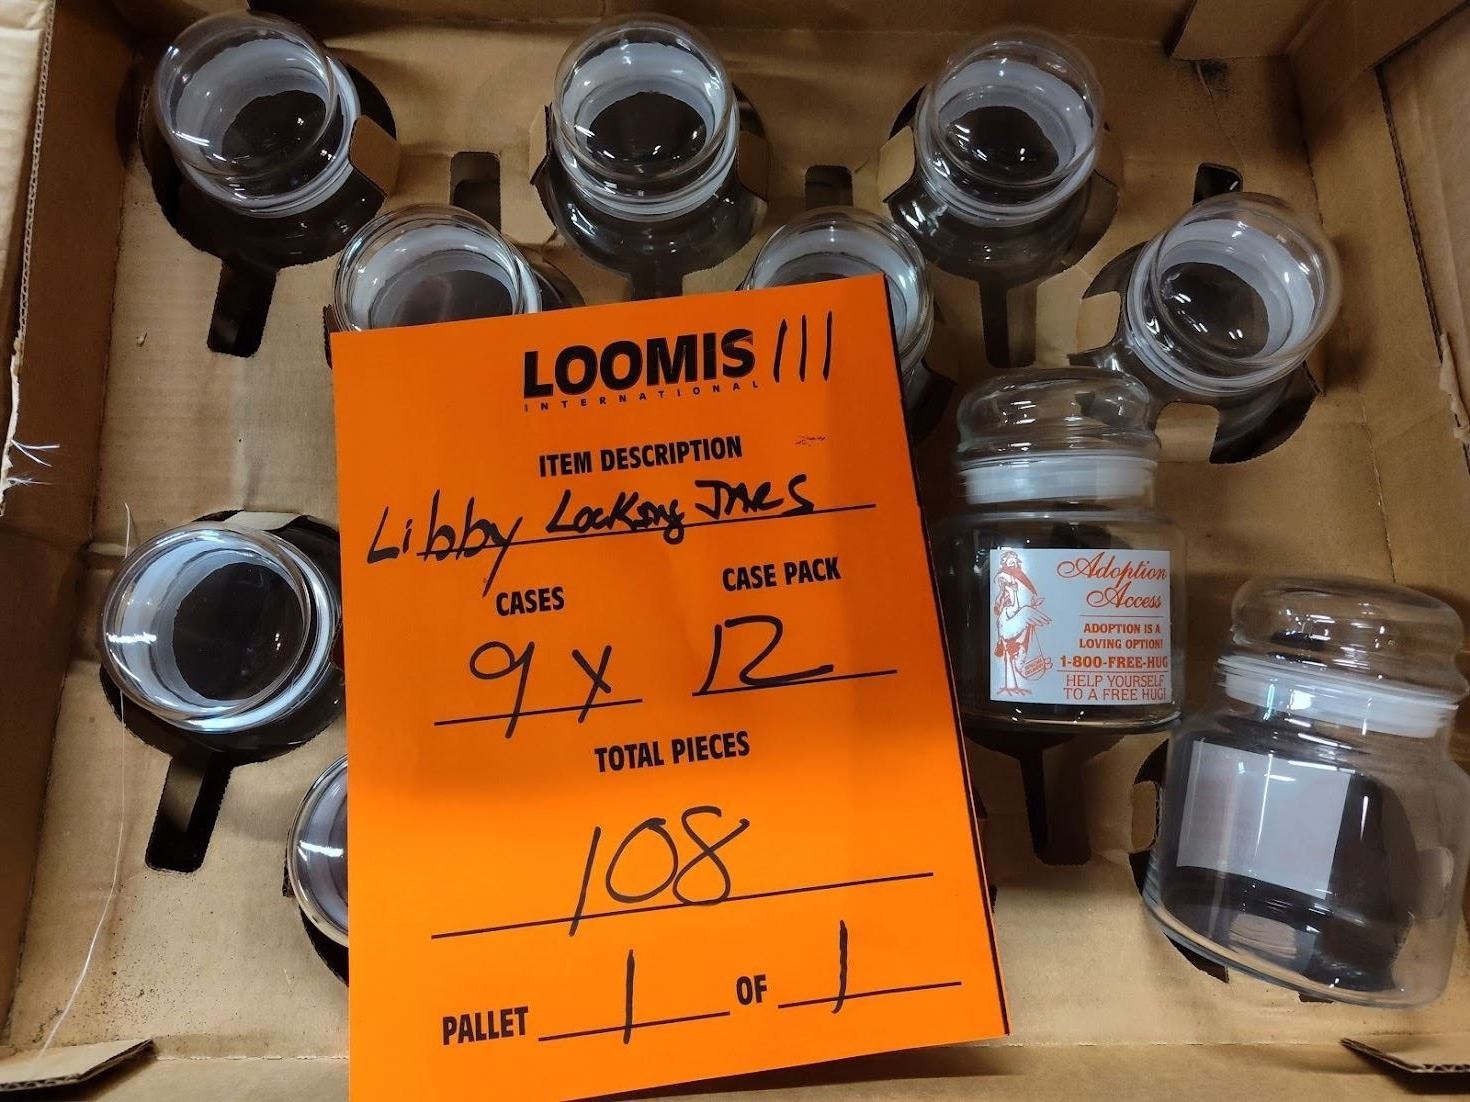 LOOMIS III
INTERNATIONAL
ITEM DESCRIPTION
Libby Locking Jars
CASES
CASE PACK
9 x
12
TOTAL PIECES
108
PALLET 1 OF 1
Adoption
Access
ADOPTION IS A
LOVING OPTION!
1-800-FREE-HUG
HELP YOURSELF
TO A FREE HUG!